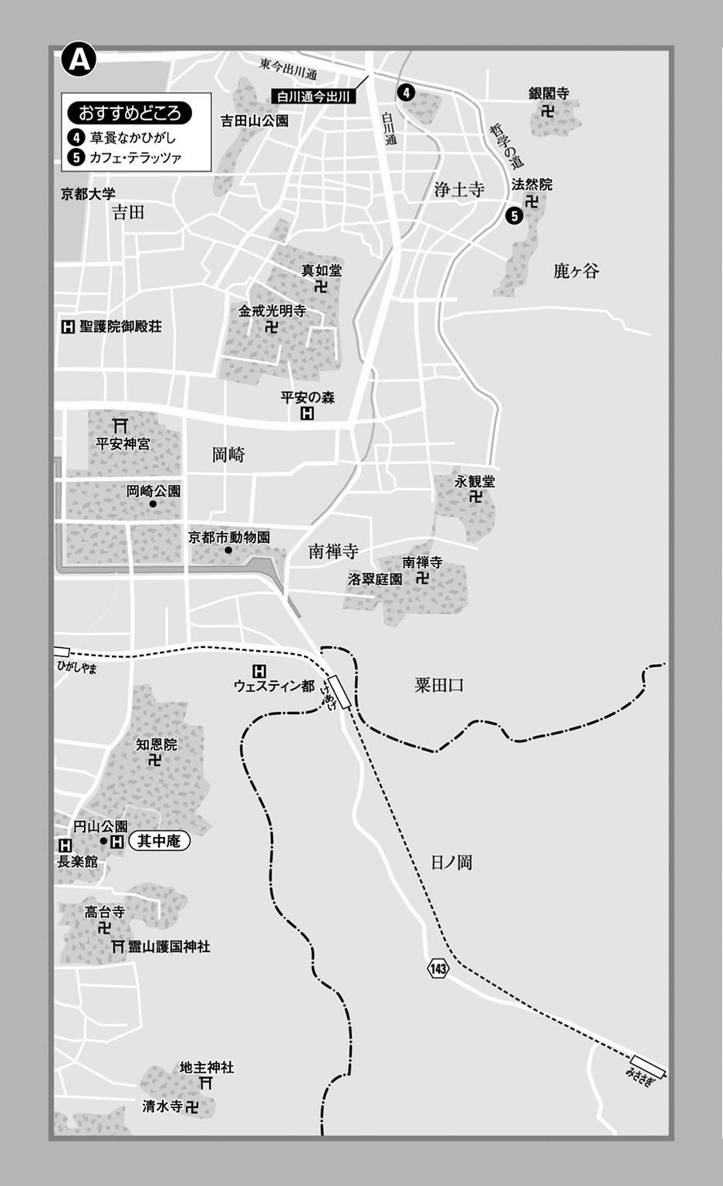 A
東今出川通
白川通今出川
4
おすすめどころ
4 草喰なかひがし
5 カフェ・テラッツァ
吉田山公園
白川通
銀閣寺
哲学の道
京都大学
吉田
浄土寺
法然院
5
鹿ヶ谷
真如堂
金戒光明寺
H 聖護院御殿荘
平安の森
H
平安神宮
岡崎
永観堂
岡崎公園
京都市動物園
南禅寺
南禅寺
洛翠庭園
ひがしやま
H
ウェスティン都
けあげ
粟田口
知恩院
円山公園
H
H 其中庵
長楽館
日ノ岡
高台寺
霊山護国神社
143
みささぎ
地主神社
清水寺